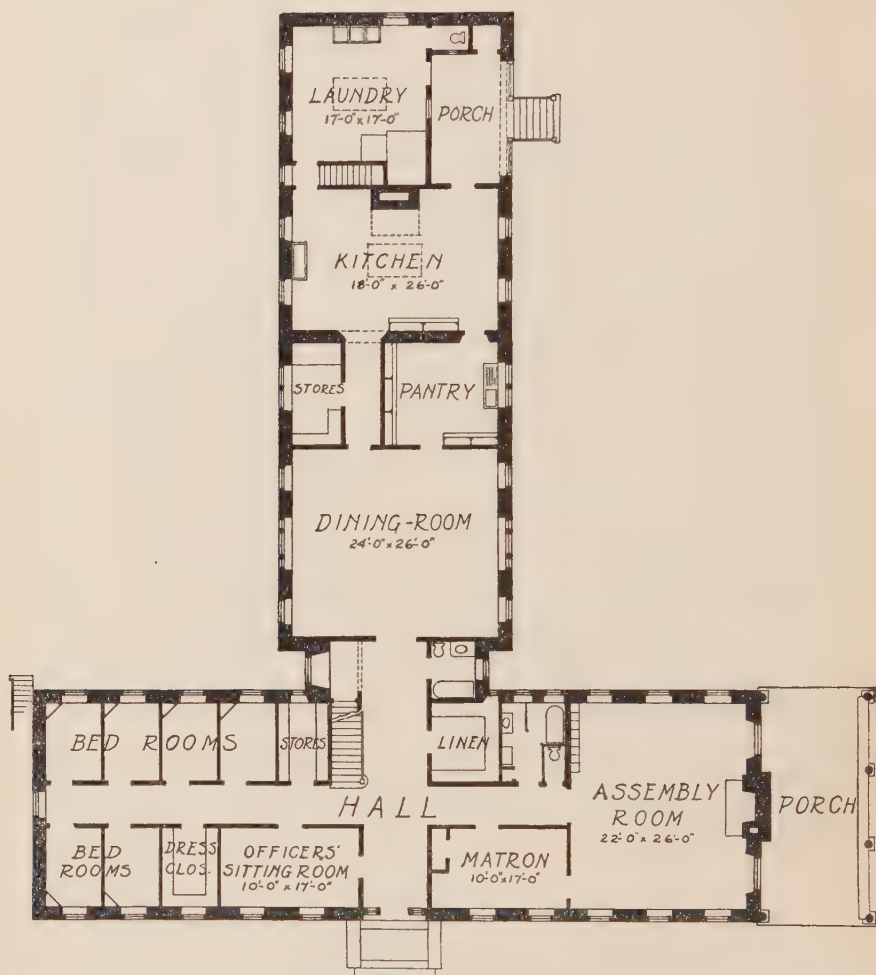 LAUNDRY
17'-0" x 17'-0"
PORCH
KITCHEN
18'-0" x 26'-0"
STORES
PANTRY
DINING-ROOM
24'-0" x 26'-0"
BED ROOMS
STORES
LINEN
HALL
ASSEMBLY
ROOM
22'-0" x 26'-0"
PORCH
BED
ROOMS
DRESS
CLOS.
OFFICERS'
SITTING ROOM
10'-0" x 17'-0"
MATRON
10'-0" x 17'-0"